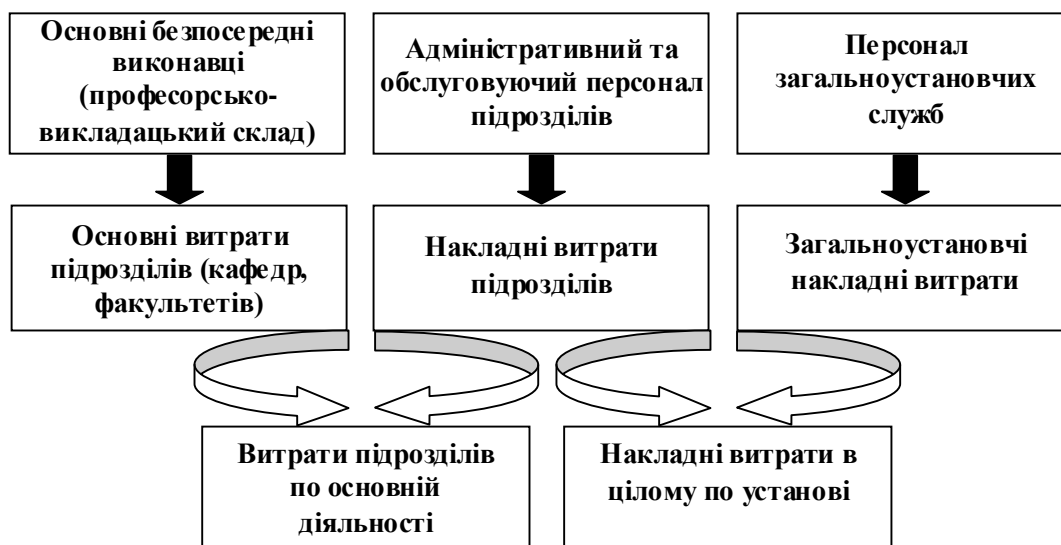 Основні безпосередні
виконавці
(професорсько-
викладацький склад)
Адміністративний та
обслуговуючий персонал
підрозділів
Персонал
загальноустановчих
служб
Основні витрати
підрозділів (кафедр,
факультетів)
Накладні витрати
підрозділів
Загальноустановчі
накладні витрати
Витрати підрозділів
по основній
діяльності
Накладні витрати в
цілому по установі